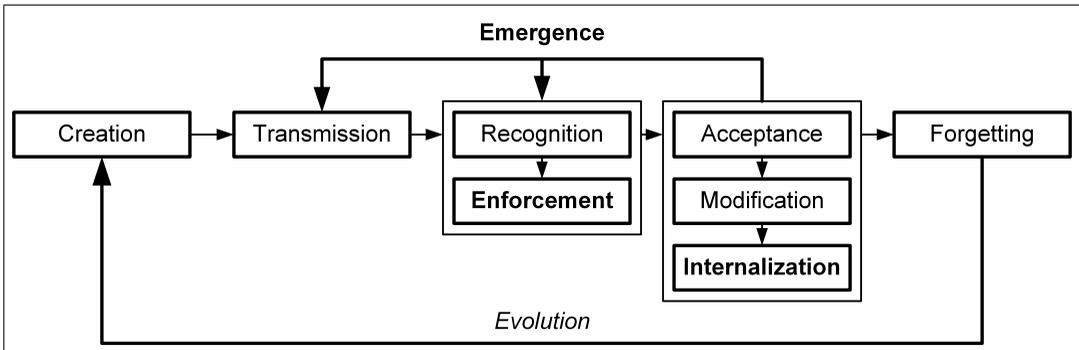 Emergence
Creation
Transmission
Recognition
Acceptance
Forgetting
Enforcement
Modification
Internalization
Evolution